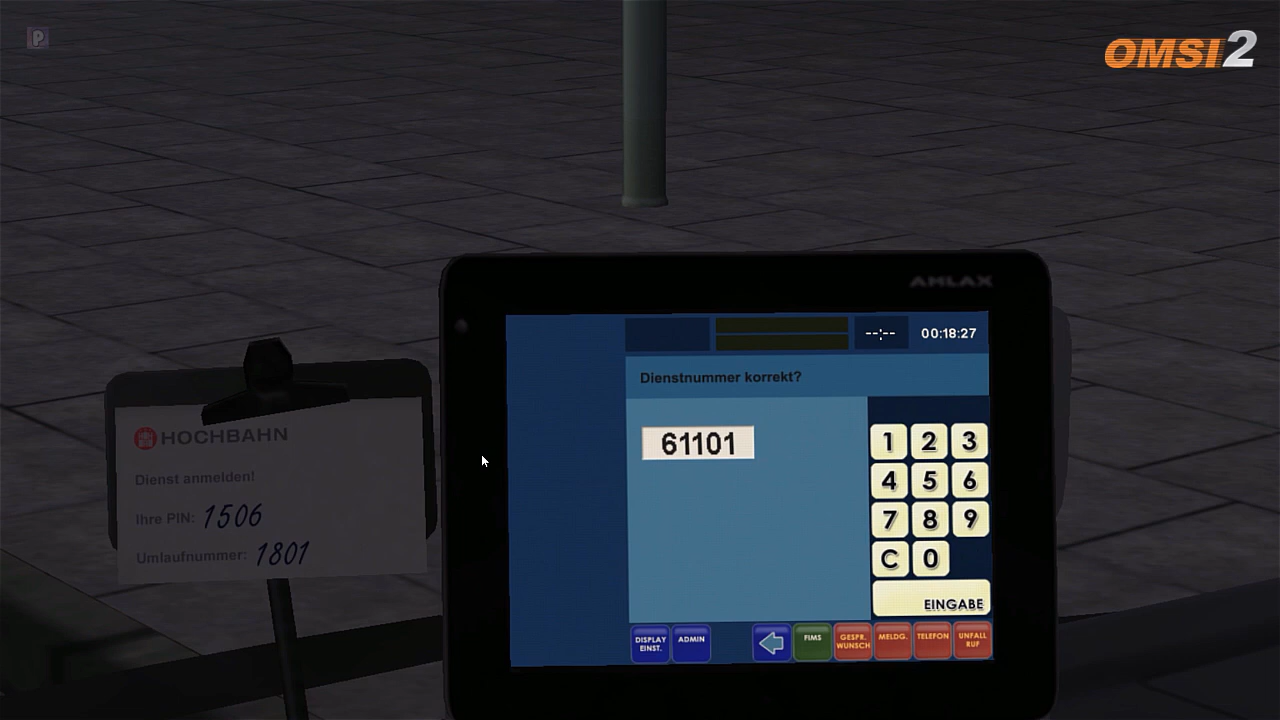 P
OMSI 2
AHLAX
--:--
00:18:27
Dienstnummer korrekt?
61101
1 2 3
4 5 6
7 8 9
C 0
EINGABE
DISPLAY EINST.
ADMIN
FIMS
GESPR. WUNSCH
MELDG.
TELEFON
UNFALL RUF
HOCHBAHN
Dienst anmelden!
Ihre PIN: 1506
Umlaufnummer: 1801